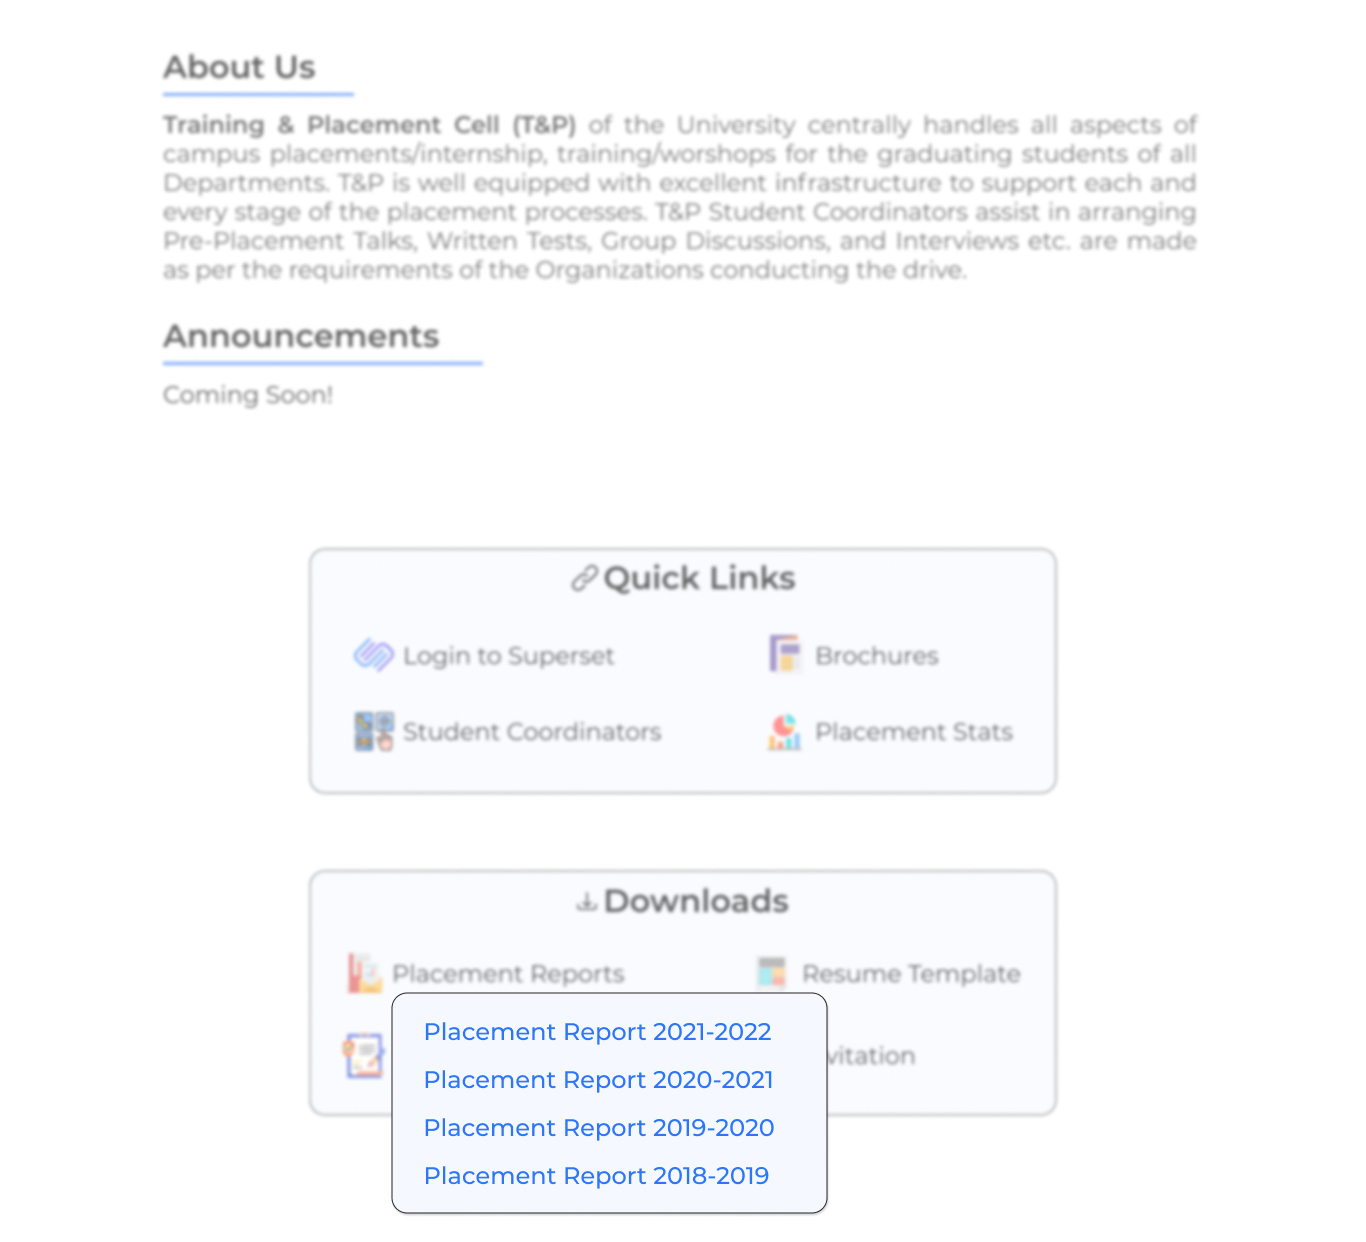 About Us
Training & Placement Cell (T&P) of the University centrally handles all aspects of
campus placements/internship, training/worshops for the graduating students of all
Departments. T&P is well equipped with excellent infrastructure to support each and
every stage of the placement processes. T&P Student Coordinators assist in arranging
Pre-Placement Talks, Written Tests, Group Discussions, and Interviews etc. are made
as per the requirements of the Organizations conducting the drive.
Announcements
Coming Soon!
Quick Links
Login to Superset
Brochures
Student Coordinators
Placement Stats
Downloads
Placement Reports
Resume Template
vitation
Placement Report 2021-2022
Placement Report 2020-2021
Placement Report 2019-2020
Placement Report 2018-2019